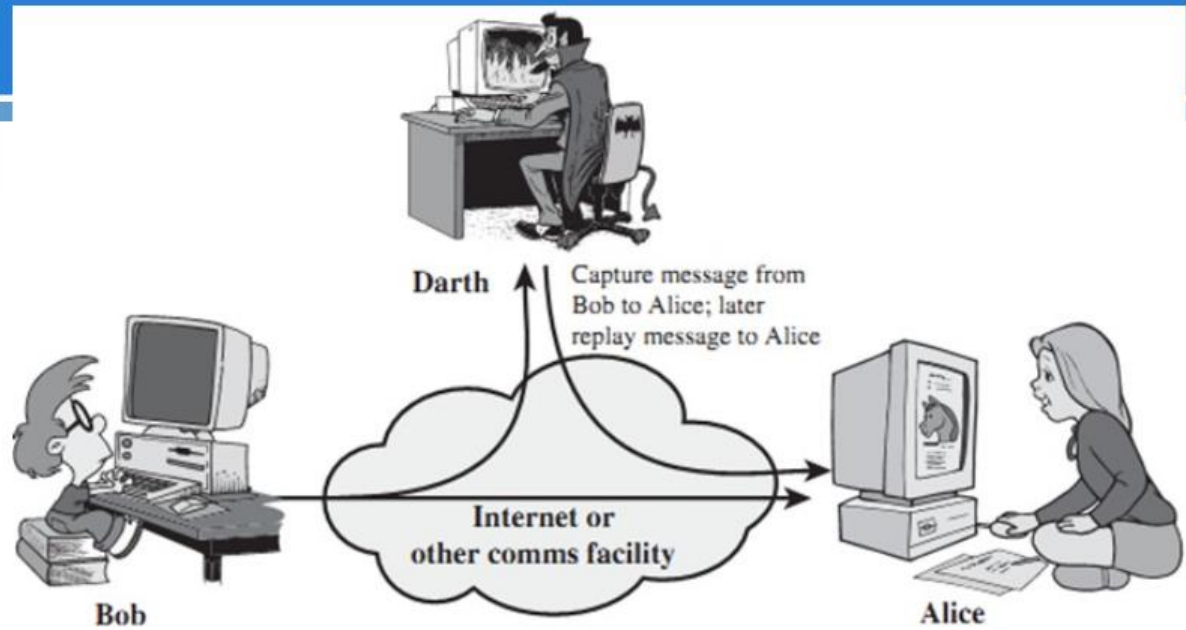 Darth
Capture message from
Bob to Alice; later
replay message to Alice
Internet or
other comms facility
Bob
Alice